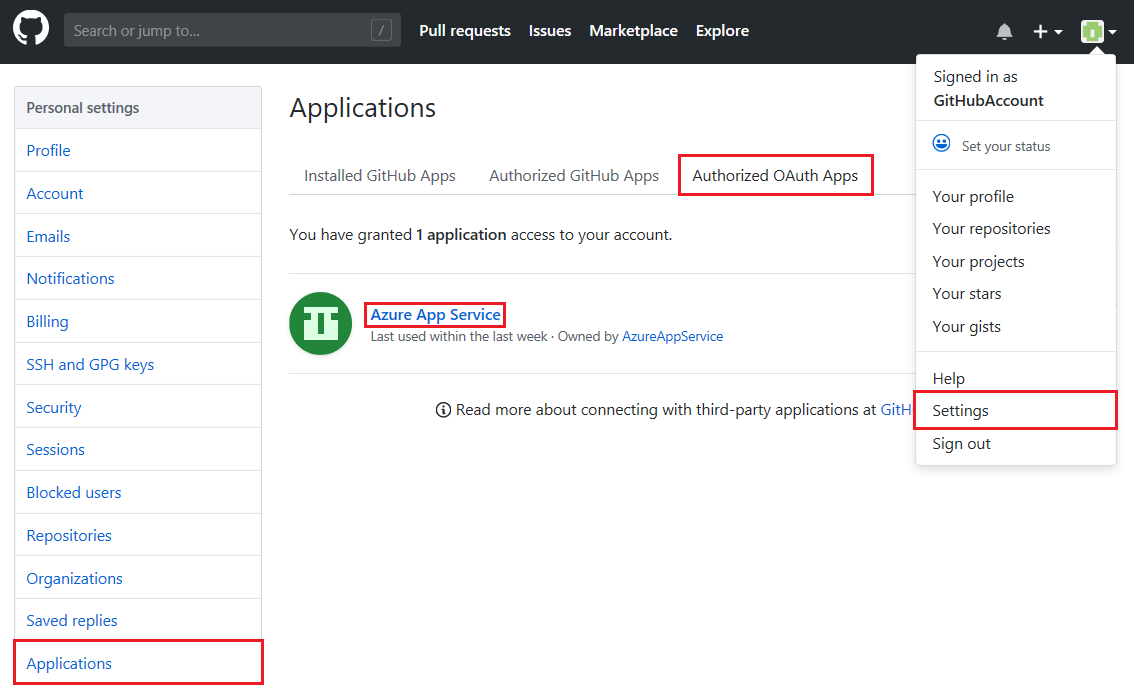 Search or jump to... /
Pull requests Issues Marketplace Explore
Signed in as
GitHubAccount
Set your status
Your profile
Your repositories
Your projects
Your stars
Your gists
Help
Settings
Sign out
Personal settings
Profile
Account
Emails
Notifications
Billing
SSH and GPG keys
Security
Sessions
Blocked users
Repositories
Organizations
Saved replies
Applications
Applications
Installed GitHub Apps Authorized GitHub Apps Authorized OAuth Apps
You have granted 1 application access to your account.
Azure App Service
Last used within the last week · Owned by AzureAppService
Read more about connecting with third-party applications at GitH